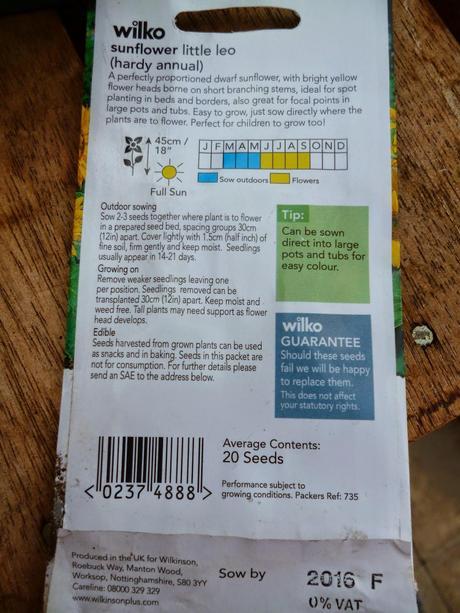 wilko
sunflower little leo
(hardy annual)
A perfectly proportioned dwarf sunflower, with bright yellow
flower heads borne on short branching stems, ideal for spot
planting in beds and borders, also great for focal points in
large pots and tubs. Easy to grow, just sow directly where the
plants are to flower. Perfect for children to grow too!
45cm /
18"
Full Sun
J F M A M J J A S O N D
Sow outdoors Flowers
Outdoor sowing
Sow 2-3 seeds together where plant is to flower
in a prepared seed bed, spacing groups 30cm
(12in) apart. Cover lightly with 1.5cm (half inch) of
fine soil, firm gently and keep moist. Seedlings
usually appear in 14-21 days.
Growing on
Remove weaker seedlings leaving one
per position. Seedlings removed can be
transplanted 30cm (12in) apart. Keep moist and
weed free. Tall plants may need support as flower
head develops.
Edible
Seeds harvested from grown plants can be used
as snacks and in baking. Seeds in this packet are
not for consumption. For further details please
send an SAE to the address below.
Tip:
Can be sown
direct into large
pots and tubs for
easy colour.
wilko
GUARANTEE
Should these seeds
fail we will be happy
to replace them.
This does not affect
your statutory rights.
< 0237 4888 >
Average Contents:
20 Seeds
Performance subject to
growing conditions. Packers Ref: 735
Produced in the UK for Wilkinson,
Roebuck Way, Manton Wood,
Worksop, Nottinghamshire, S80 3YY
Careline: 08000 329 329
www.wilkinsonplus.com
Sow by
2016 F
0% VAT